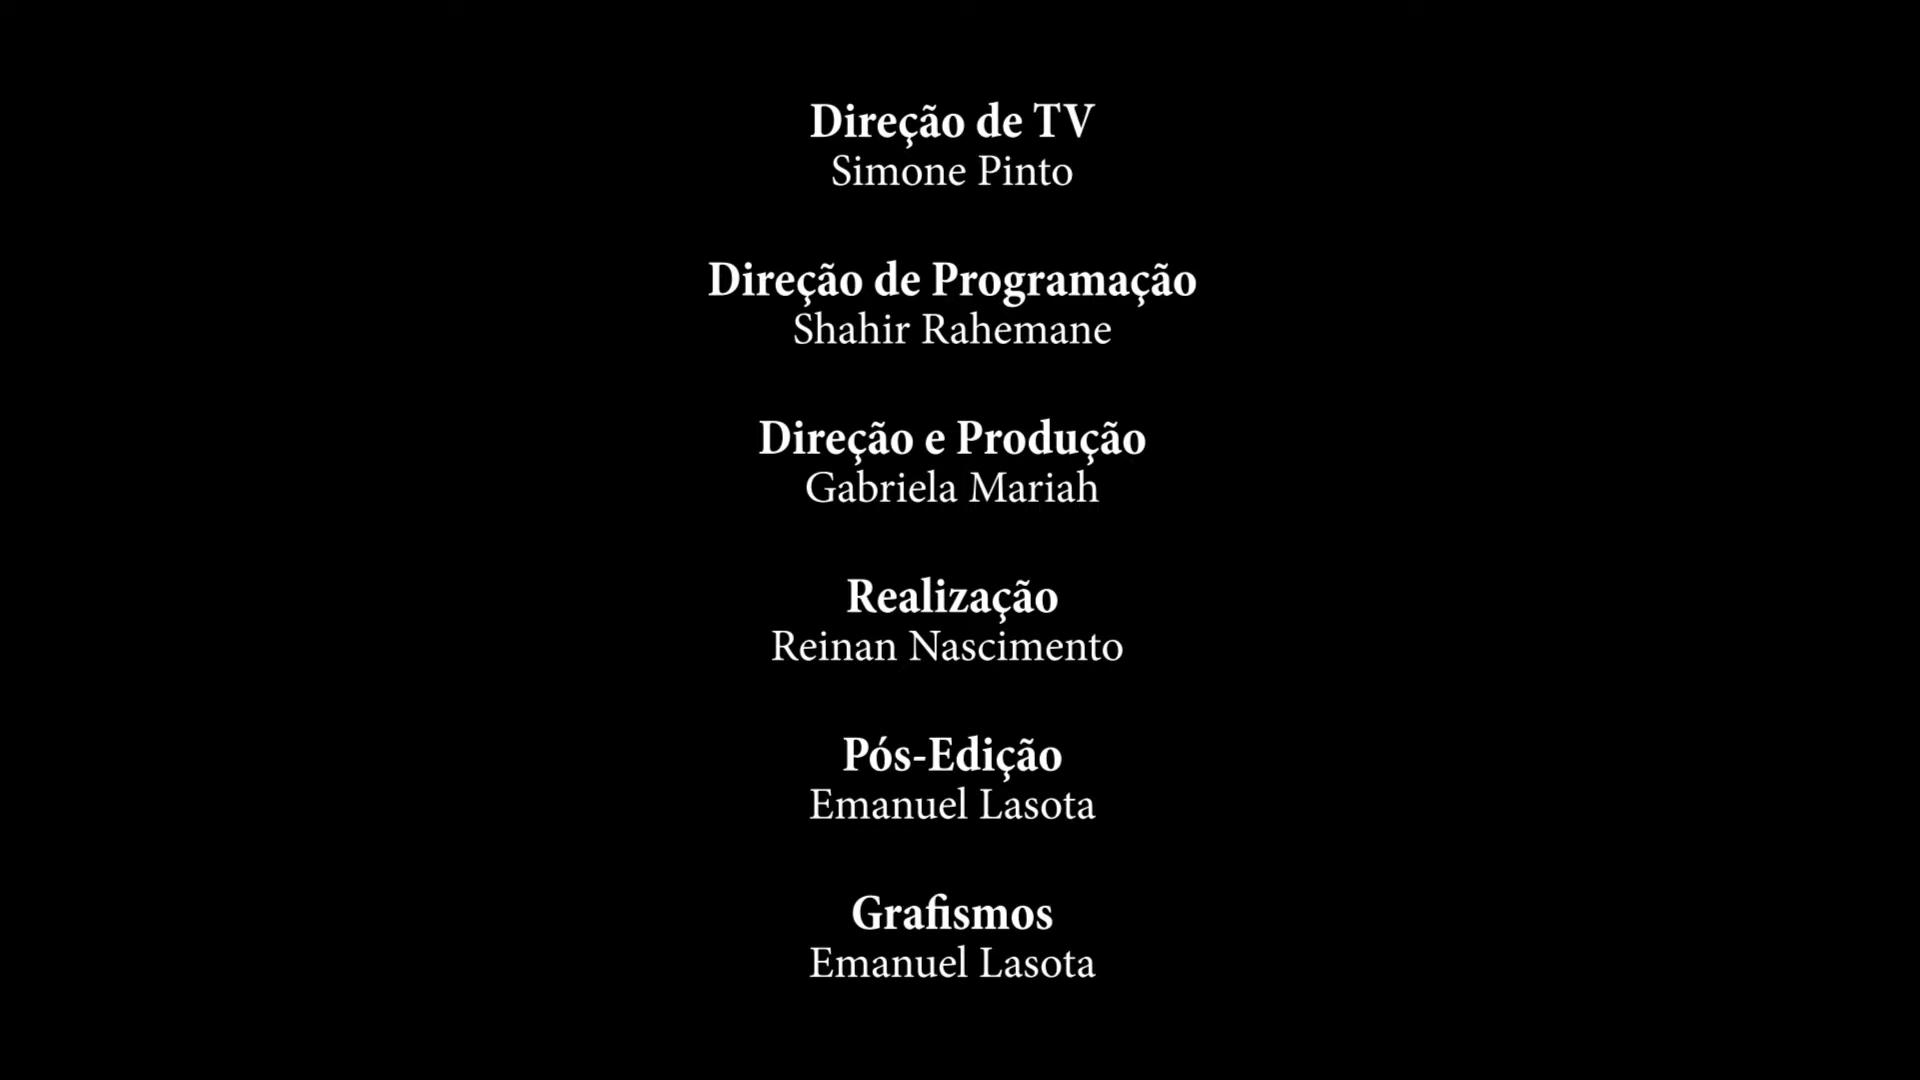 Direção de TV
Simone Pinto
Direção de Programação
Shahir Rahemane
Direção e Produção
Gabriela Mariah
Realização
Reinan Nascimento
Pós-Edição
Emanuel Lasota
Grafismos
Emanuel Lasota